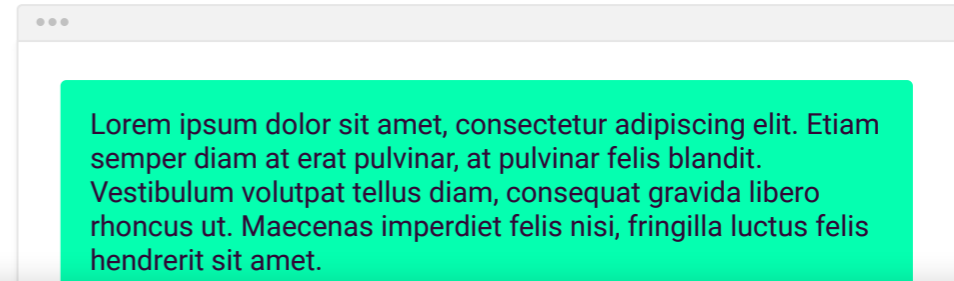 Lorem ipsum dolor sit amet, consectetur adipiscing elit. Etiam
semper diam at erat pulvinar, at pulvinar felis blandit.
Vestibulum volutpat tellus diam, consequat gravida libero
rhoncus ut. Maecenas imperdiet felis nisi, fringilla luctus felis
hendrerit sit amet.